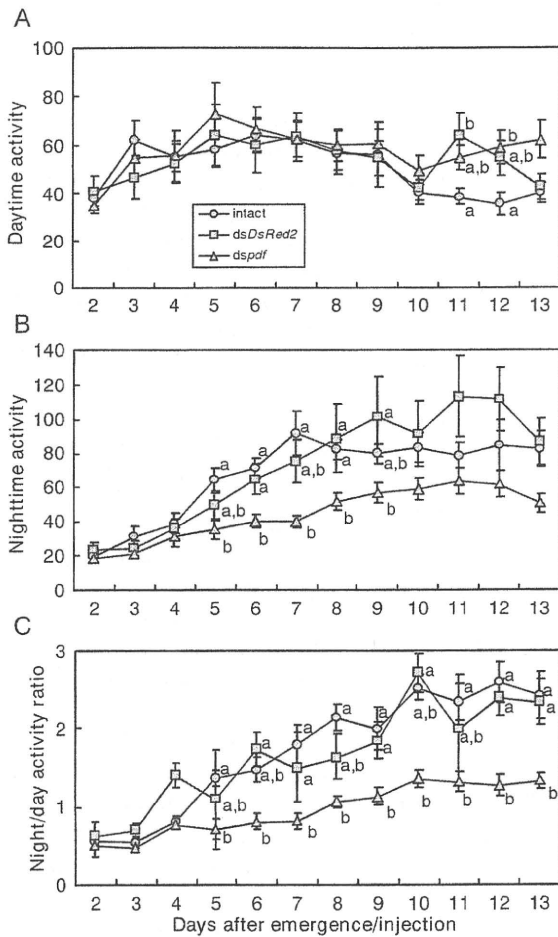 A
Daytime activity
100
80
60
40
20
0
b
b
a,b
a,b
a
a
intact
dsDsRed2
dspdf
2 3 4 5 6 7 8 9 10 11 12 13
B
Nighttime activity
140
120
100
80
60
40
20
0
a
a
a
a
a
a,b
a,b
a,b
a,b
b
b
b
b
b
2 3 4 5 6 7 8 9 10 11 12 13
C
Night/day activity ratio
3
2
1
0
a
a
a
a
a
a
a
a
a
a
a
a
a,b
a,b
a,b
a,b
a,b
b
b
b
b
b
b
b
b
b
2 3 4 5 6 7 8 9 10 11 12 13
Days after emergence/injection